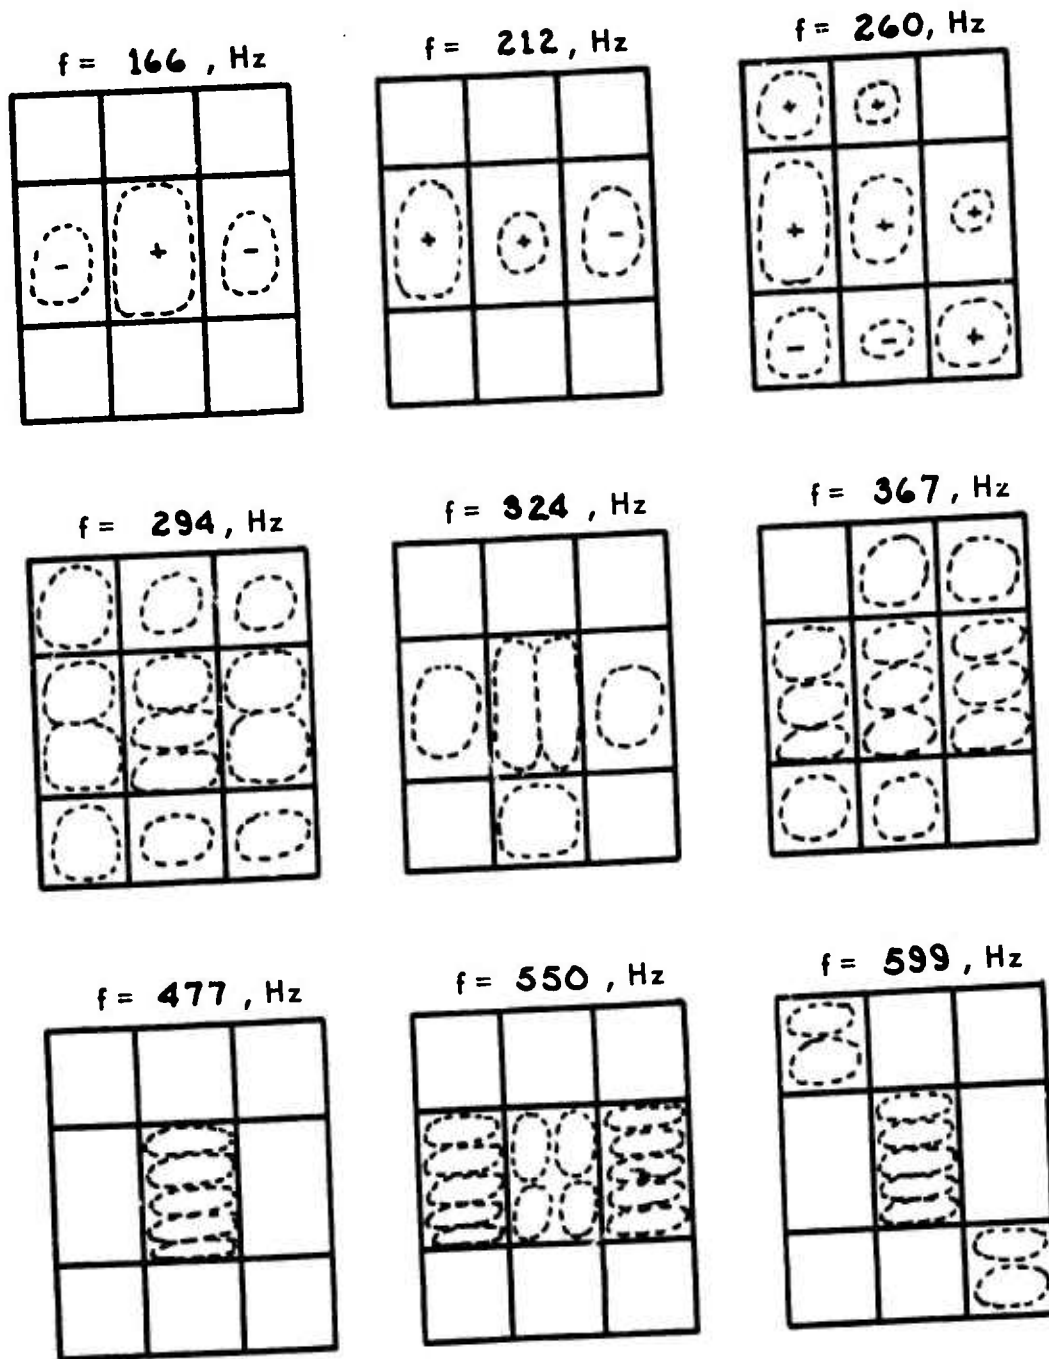 f = 166 , Hz
f = 212 , Hz
f = 260, Hz
- + -
+ + -
+ +
+ + +
- - +
f = 294 , Hz
f = 324 , Hz
f = 367, Hz
f = 477 , Hz
f = 550 , Hz
f = 599 , Hz